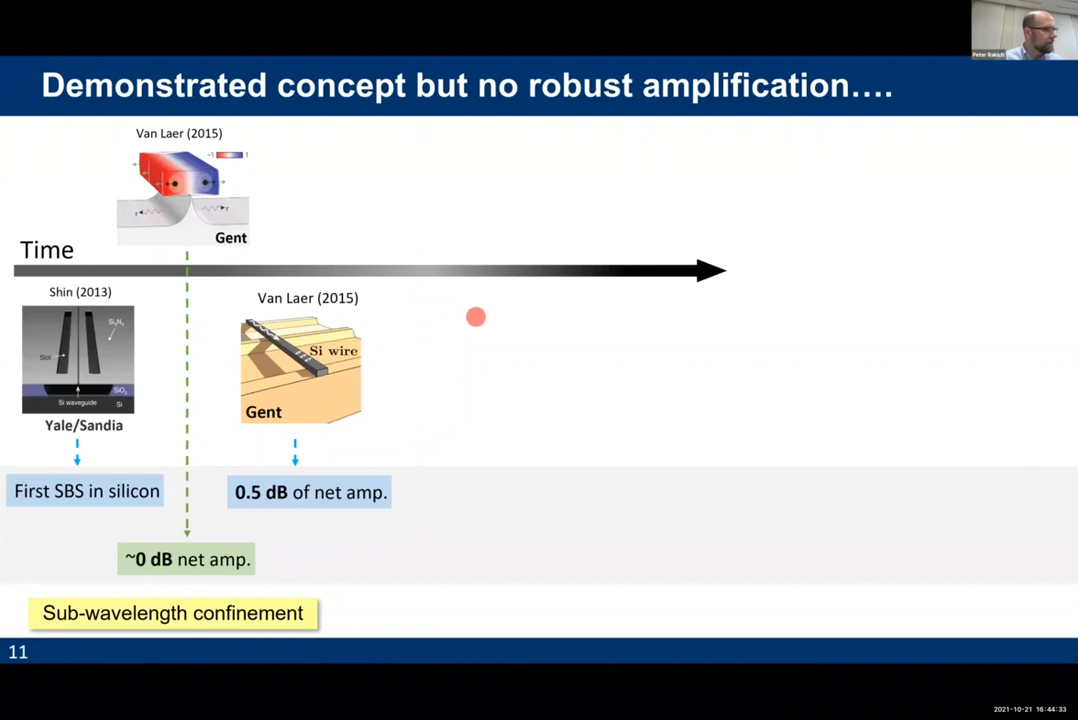 Peter Rakich
Demonstrated concept but no robust amplification….
Van Laer (2015)
-1 1
Gent
Time
Shin (2013)
Van Laer (2015)
Si₃N₄
Slot
SiO₂
Si waveguide
Si
Si wire
Gent
Yale/Sandia
First SBS in silicon
0.5 dB of net amp.
~0 dB net amp.
Sub-wavelength confinement
11
2021-10-21 16:44:33